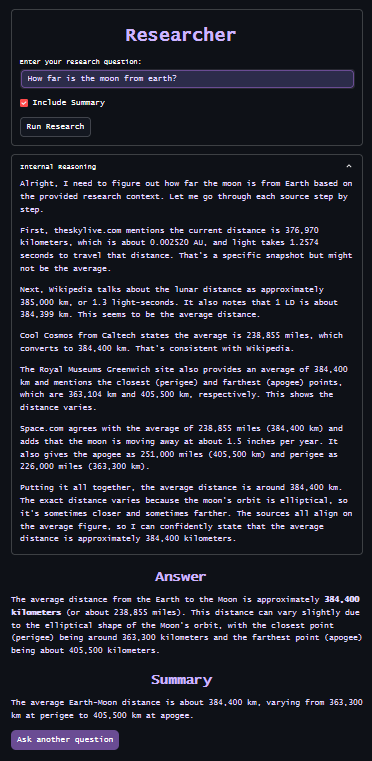 Researcher
Enter your research question:
How far is the moon from earth?
Include Summary
Run Research
Internal Reasoning
Alright, I need to figure out how far the moon is from Earth based on
the provided research context. Let me go through each source step by
step.
First, theskylive.com mentions the current distance is 376,970
kilometers, which is about 0.002520 AU, and light takes 1.2574
seconds to travel that distance. That's a specific snapshot but might
not be the average.
Next, Wikipedia talks about the lunar distance as approximately
385,000 km, or 1.3 light-seconds. It also notes that 1 LD is about
384,399 km. This seems to be the average distance.
Cool Cosmos from Caltech states the average is 238,855 miles, which
converts to 384,400 km. That's consistent with Wikipedia.
The Royal Museums Greenwich site also provides an average of 384,400
km and mentions the closest (perigee) and farthest (apogee) points,
which are 363,104 km and 405,500 km, respectively. This shows the
distance varies.
Space.com agrees with the average of 238,855 miles (384,400 km) and
adds that the moon is moving away at about 1.5 inches per year. It
also gives the apogee as 251,000 miles (405,500 km) and perigee as
226,000 miles (363,300 km).
Putting it all together, the average distance is around 384,400 km.
The exact distance varies because the moon's orbit is elliptical, so
it's sometimes closer and sometimes farther. The sources all align on
the average figure, so I can confidently state that the average
distance is approximately 384,400 kilometers.
Answer
The average distance from the Earth to the Moon is approximately 384,400
kilometers (or about 238,855 miles). This distance can vary slightly due
to the elliptical shape of the Moon's orbit, with the closest point
(perigee) being around 363,300 kilometers and the farthest point (apogee)
being about 405,500 kilometers.
Summary
The average Earth-Moon distance is about 384,400 km, varying from 363,300
km at perigee to 405,500 km at apogee.
Ask another question